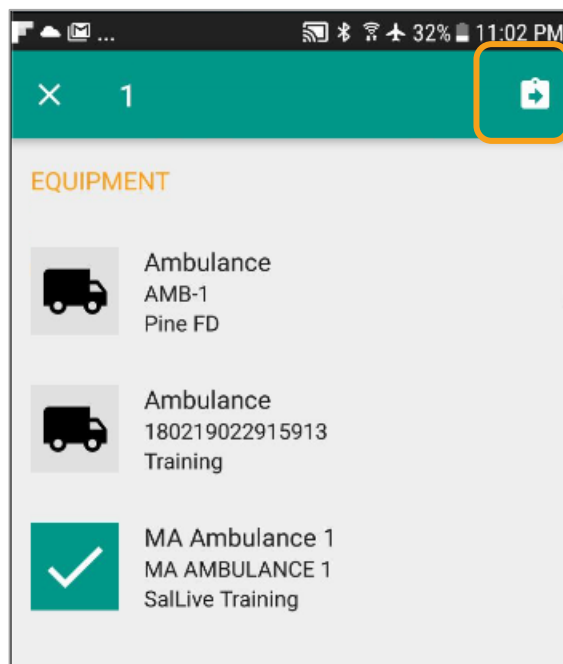 ... 32% 11:02 PM
1
EQUIPMENT
Ambulance
AMB-1
Pine FD
Ambulance
180219022915913
Training
MA Ambulance 1
MA AMBULANCE 1
SalLive Training